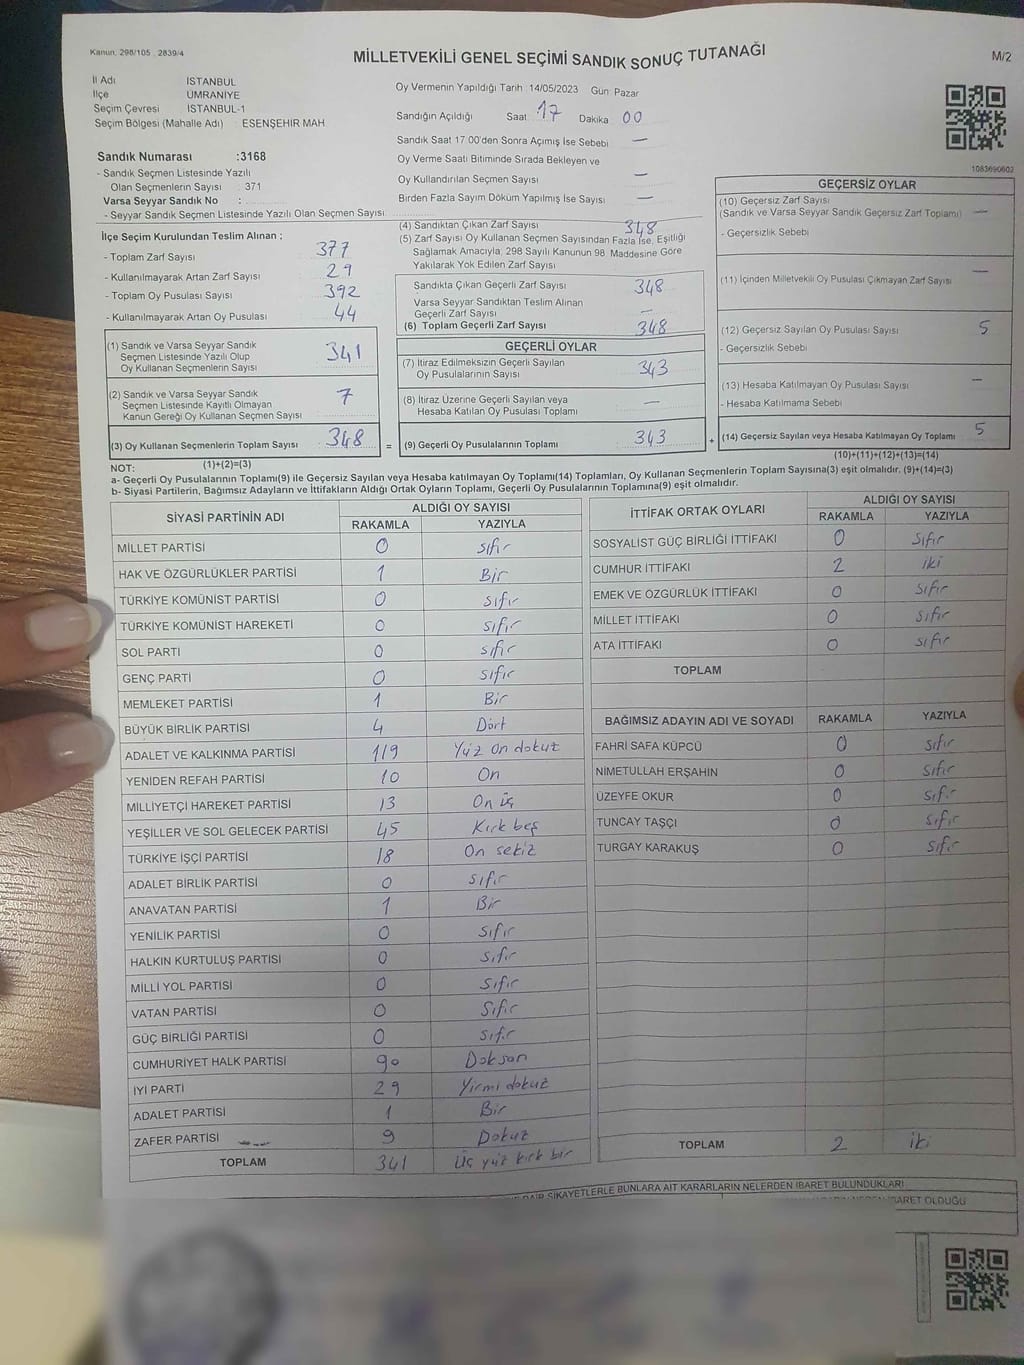 Kanun. 298/105 2839/4
MİLLETVEKİLİ GENEL SEÇİMİ SANDIK SONUÇ TUTANAĞI
M/2
İl Adı İSTANBUL
İlçe ÜMRANİYE
Seçim Çevresi İSTANBUL-1
Seçim Bölgesi (Mahalle Adı) : ESENŞEHİR MAH
Oy Vermenin Yapıldığı Tarih 14/05/2023 Gün: Pazar
Sandığın Açıldığı Saat 17 Dakika 00
Sandık Saat 17 00'den Sonra Açımış İse Sebebi —
Oy Verme Saati Bitiminde Sırada Bekleyen ve
Oy Kullandırılan Seçmen Sayısı —
Birden Fazla Sayım Döküm Yapılmış İse Sayısı —
1083690602
Sandık Numarası :3168
- Sandık Seçmen Listesinde Yazılı
Olan Seçmenlerin Sayısı : 371
Varsa Seyyar Sandık No :
- Seyyar Sandık Seçmen Listesinde Yazılı Olan Seçmen Sayısı
İlçe Seçim Kurulundan Teslim Alınan ;
- Toplam Zarf Sayısı 377
- Kullanılmayarak Artan Zarf Sayısı 29
- Toplam Oy Pusulası Sayısı 392
- Kullanılmayarak Artan Oy Pusulası 44
(1) Sandık ve Varsa Seyyar Sandık
Seçmen Listesinde Yazılı Olup
Oy Kullanan Seçmenlerin Sayısı 341
(2) Sandık ve Varsa Seyyar Sandık
Seçmen Listesinde Kayıtlı Olmayan
Kanun Gereği Oy Kullanan Seçmen Sayısı 7
(3) Oy Kullanan Seçmenlerin Toplam Sayısı 348 =
(1)+(2)=(3)
(4) Sandıktan Çıkan Zarf Sayısı 348
(5) Zarf Sayısı Oy Kullanan Seçmen Sayısından Fazla İse, Eşitliği
Sağlamak Amacıyla, 298 Sayılı Kanunun 98 Maddesine Göre
Yakılarak Yok Edilen Zarf Sayısı
Sandıkta Çıkan Geçerli Zarf Sayısı 348
Varsa Seyyar Sandıktan Teslim Alınan
Geçerli Zarf Sayısı —
(6) Toplam Geçerli Zarf Sayısı 348
GEÇERLİ OYLAR
(7) İtiraz Edilmeksizin Geçerli Sayılan
Oy Pusulalarının Sayısı 343
(8) İtiraz Üzerine Geçerli Sayılan veya
Hesaba Katılan Oy Pusulası Toplamı —
(9) Geçerli Oy Pusulalarının Toplamı 343 +
GEÇERSİZ OYLAR
(10) Geçersiz Zarf Sayısı
(Sandık ve Varsa Seyyar Sandık Geçersiz Zarf Toplamı) —
- Geçersizlik Sebebi
(11) İçinden Milletvekili Oy Pusulası Çıkmayan Zarf Sayısı —
(12) Geçersiz Sayılan Oy Pusulası Sayısı 5
- Geçersizlik Sebebi
(13) Hesaba Katılmayan Oy Pusulası Sayısı —
- Hesaba Katılmama Sebebi
(14) Geçersiz Sayılan veya Hesaba Katılmayan Oy Toplamı 5
(10)+(11)+(12)+(13)=(14)
NOT:
a- Geçerli Oy Pusulalarının Toplamı(9) ile Geçersiz Sayılan veya Hesaba katılmayan Oy Toplamı(14) Toplamları, Oy Kullanan Seçmenlerin Toplam Sayısına(3) eşit olmalıdır. (9)+(14)=(3)
b- Siyasi Partilerin, Bağımsız Adayların ve İttifakların Aldığı Ortak Oyların Toplamı, Geçerli Oy Pusulalarının Toplamına(9) eşit olmalıdır.
SİYASİ PARTİNİN ADI ALDIĞI OY SAYISI
RAKAMLA YAZIYLA
MİLLET PARTİSİ 0 sıfır
HAK VE ÖZGÜRLÜKLER PARTİSİ 1 Bir
TÜRKİYE KOMÜNİST PARTİSİ 0 sıfır
TÜRKİYE KOMÜNİST HAREKETİ 0 sıfır
SOL PARTİ 0 sıfır
GENÇ PARTİ 0 sıfır
MEMLEKET PARTİSİ 1 Bir
BÜYÜK BİRLİK PARTİSİ 4 Dört
ADALET VE KALKINMA PARTİSİ 119 Yüz on dokuz
YENİDEN REFAH PARTİSİ 10 On
MİLLİYETÇİ HAREKET PARTİSİ 13 On üç
YEŞİLLER VE SOL GELECEK PARTİSİ 45 Kırk beş
TÜRKİYE İŞÇİ PARTİSİ 18 On sekiz
ADALET BİRLİK PARTİSİ 0 sıfır
ANAVATAN PARTİSİ 1 Bir
YENİLİK PARTİSİ 0 sıfır
HALKIN KURTULUŞ PARTİSİ 0 sıfır
MİLLİ YOL PARTİSİ 0 sıfır
VATAN PARTİSİ 0 sıfır
GÜÇ BİRLİĞİ PARTİSİ 0 sıfır
CUMHURİYET HALK PARTİSİ 90 Doksan
İYİ PARTİ 29 Yirmi dokuz
ADALET PARTİSİ 1 Bir
ZAFER PARTİSİ 9 Dokuz
TOPLAM 341 Üç yüz kırk bir
İTTİFAK ORTAK OYLARI ALDIĞI OY SAYISI
RAKAMLA YAZIYLA
SOSYALİST GÜÇ BİRLİĞİ İTTİFAKI 0 sıfır
CUMHUR İTTİFAKI 2 iki
EMEK VE ÖZGÜRLÜK İTTİFAKI 0 sıfır
MİLLET İTTİFAKI 0 sıfır
ATA İTTİFAKI 0 sıfır
TOPLAM
BAĞIMSIZ ADAYIN ADI VE SOYADI RAKAMLA YAZIYLA
FAHRİ SAFA KÜPCÜ 0 sıfır
NİMETULLAH ERŞAHİN 0 sıfır
ÜZEYFE OKUR 0 sıfır
TUNCAY TAŞÇI 0 sıfır
TURGAY KARAKUŞ 0 sıfır
TOPLAM 2 iki
ŞİKAYETLERLE BUNLARA AİT KARARLARIN NELERDEN İBARET BULUNDUKLARI
İBARET OLDUĞU